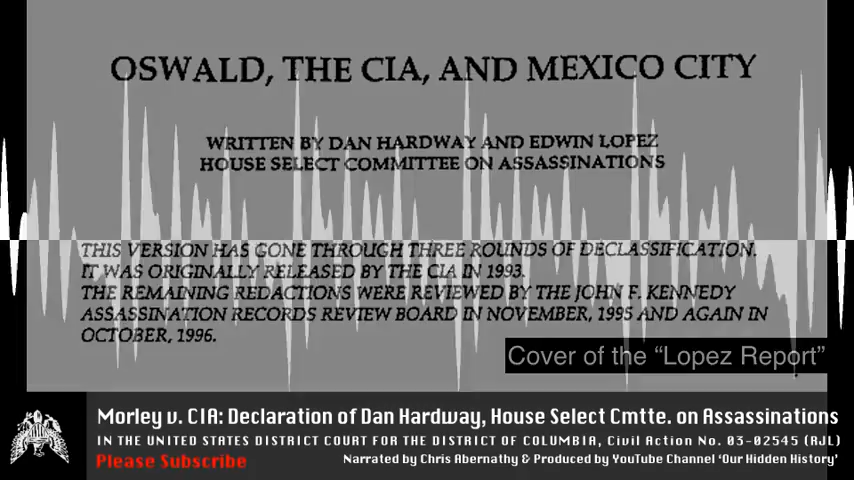 OSWALD, THE CIA, AND MEXICO CITY
WRITTEN BY DAN HARDWAY AND EDWIN LOPEZ
HOUSE SELECT COMMITTEE ON ASSASSINATIONS
THIS VERSION HAS GONE THROUGH THREE ROUNDS OF DECLASSIFICATION.
IT WAS ORIGINALLY RELEASED BY THE CIA IN 1993.
THE REMAINING REDACTIONS WERE REVIEWED BY THE JOHN F. KENNEDY
ASSASSINATION RECORDS REVIEW BOARD IN NOVEMBER, 1995 AND AGAIN IN
OCTOBER, 1996.
Cover of the “Lopez Report”
Morley v. CIA: Declaration of Dan Hardway, House Select Cmtte. on Assassinations
IN THE UNITED STATES DISTRICT COURT FOR THE DISTRICT OF COLUMBIA, Civil Action No. 03-02545 (RJL)
Please Subscribe
Narrated by Chris Abernathy & Produced by YouTube Channel ‘Our Hidden History’